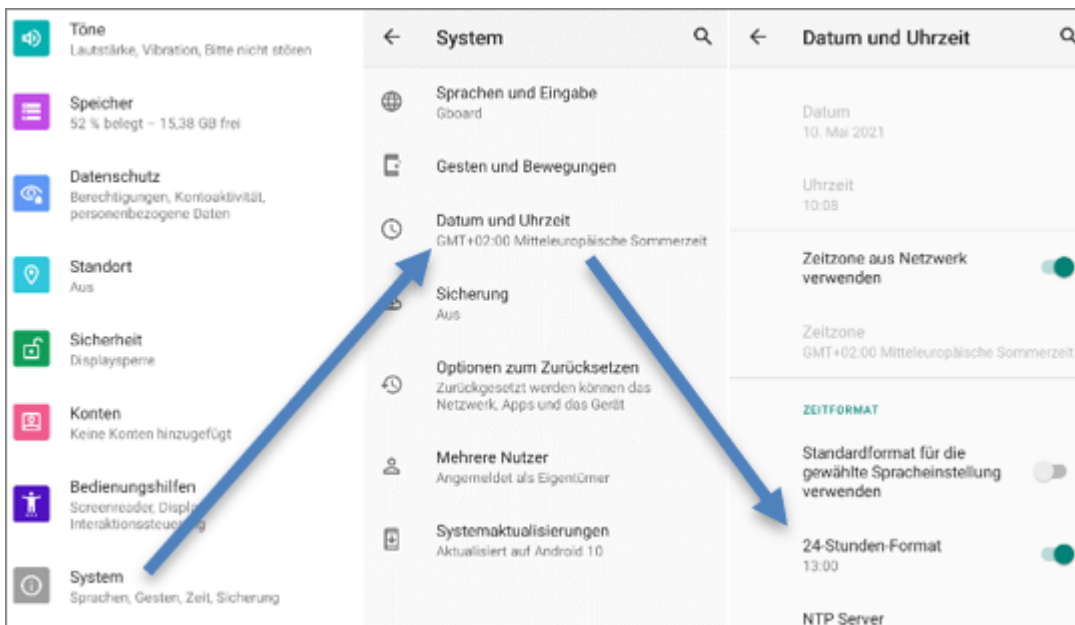 Töne
Lautstärke, Vibration, Bitte nicht stören
Speicher
52 % belegt – 15,38 GB frei
Datenschutz
Berechtigungen, Kontoaktivität,
personenbezogene Daten
Standort
Aus
Sicherheit
Displaysperre
Konten
Keine Konten hinzugefügt
Bedienungshilfen
Screenreader, Display
Interaktionssteuerung
System
Sprachen, Gesten, Zeit, Sicherung
System
Sprachen und Eingabe
Gboard
Gesten und Bewegungen
Datum und Uhrzeit
GMT+02:00 Mitteleuropäische Sommerzeit
Sicherung
Aus
Optionen zum Zurücksetzen
Zurückgesetzt werden können das
Netzwerk, Apps und das Gerät
Mehrere Nutzer
Angemeldet als Eigentümer
Systemaktualisierungen
Aktualisiert auf Android 10
Datum und Uhrzeit
Datum
10. Mai 2021
Uhrzeit
10:08
Zeitzone aus Netzwerk
verwenden
Zeitzone
GMT+02:00 Mitteleuropäische Sommerzeit
ZEITFORMAT
Standardformat für die
gewählte Spracheinstellung
verwenden
24-Stunden-Format
13:00
NTP Server